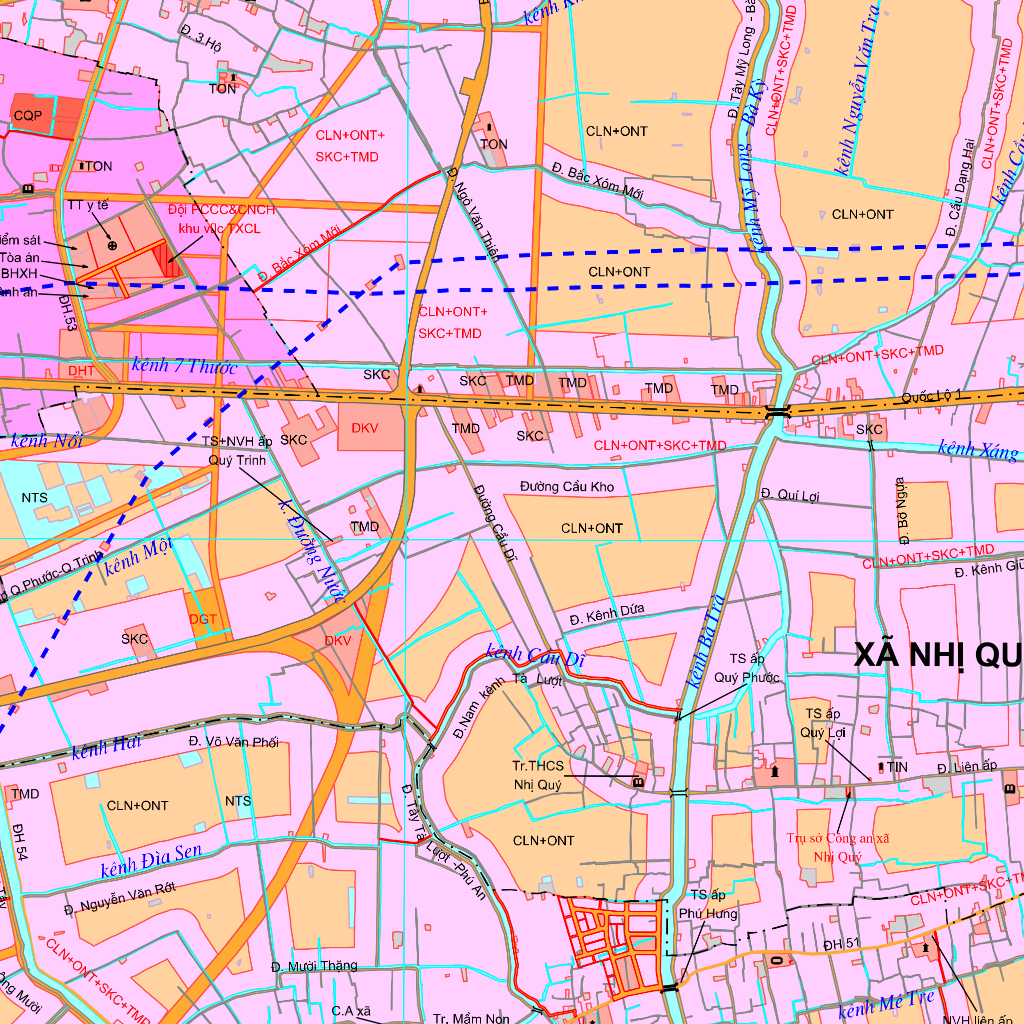 Đ. 3.Hộ
TON
CQP
TON
TT y tế
Đội PCCC&CNCH
khu vực TXCL
Tòa án
BHXH
ĐH.53
CLN+ONT+
SKC+TMD
TON
CLN+ONT
Đ. Bắc Xóm Mới
Đ. Bắc Xóm Mới
Đ. Ngô Văn Thiện
CLN+ONT
CLN+ONT
CLN+ONT+SKC+TMD
kênh Mỹ Long - Bà Kỳ
kênh Nguyễn Văn Tra
Đ. Cầu Dạng Hai
CLN+ONT+SKC+TMD
CLN+ONT+
SKC+TMD
DHT
kênh 7 Thước
SKC
SKC
TMD
TMD
TMD
TMD
CLN+ONT+SKC+TMD
Quốc Lộ 1
kênh Nổi
TS+NVH ấp
Quý Trinh
SKC
DKV
TMD
SKC
CLN+ONT+SKC+TMD
SKC
kênh Xáng
NTS
Đường Cầu Kho
Đ. Quí Lợi
Đ. Bờ Ngựa
TMD
Đường Cầu Dĩ
CLN+ONT
k. Đường Nước
Q.Phước-Q.Trinh
kênh Một
CLN+ONT+SKC+TMD
DGT
SKC
DKV
Đ. Kênh Dứa
kênh Bà Trà
XÃ NHỊ QU
kênh Cầu Dĩ
TS ấp
Quý Phước
Đ.Nam kênh Tà Lượt
TS ấp
Quý Lợi
kênh Hai
Đ. Võ Văn Phối
Tr.THCS
Nhị Quý
TIN
Đ. Liên ấp
TMD
CLN+ONT
NTS
Đ. Tây Tà Lượt -Phú An
CLN+ONT
Trụ sở Công an xã
Nhị Quý
ĐH 54
kênh Đìa Sen
Đ. Nguyễn Văn Rớt
TS ấp
Phú Hưng
CLN+ONT+SKC+TMD
ĐH 51
Đ. Mười Thặng
C.A xã
Tr. Mầm Non
kênh Mé Tre
NVH liên ấp